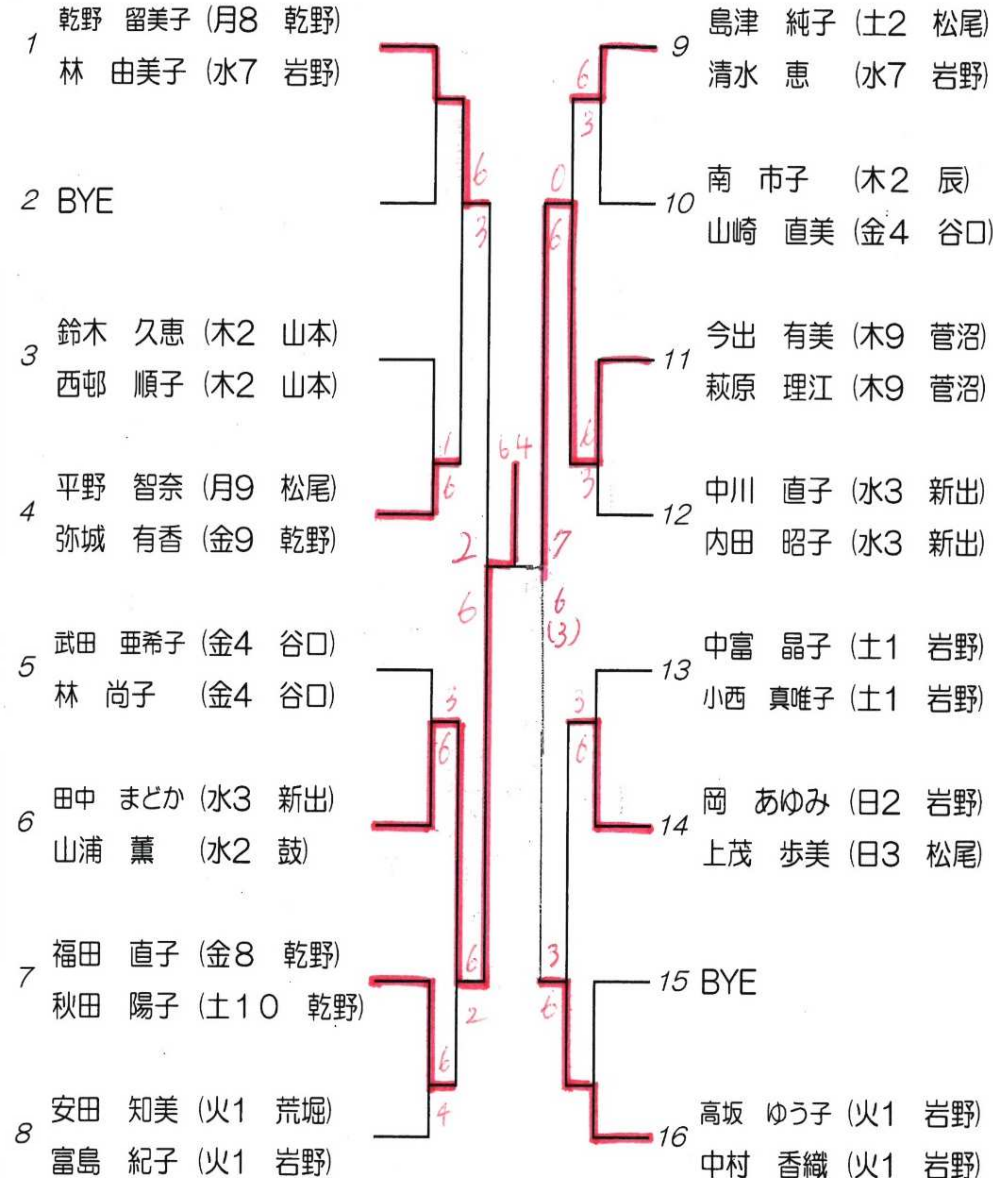 1
乾野 留美子 (月8 乾野)
林 由美子 (水7 岩野)
2 BYE
3
鈴木 久恵 (木2 山本)
西邨 順子 (木2 山本)
4
平野 智奈 (月9 松尾)
弥城 有香 (金9 乾野)
5
武田 亜希子 (金4 谷口)
林 尚子 (金4 谷口)
6
田中 まどか (水3 新出)
山浦 薫 (水2 鼓)
7
福田 直子 (金8 乾野)
秋田 陽子 (土10 乾野)
8
安田 知美 (火1 荒堀)
富島 紀子 (火1 岩野)
6
3
1
6
3
6
6
4
6
2
2
6
6 4
7
6
(3)
0
6
6
3
6
3
3
6
3
6
9
島津 純子 (土2 松尾)
清水 恵 (水7 岩野)
10
南 市子 (木2 辰)
山崎 直美 (金4 谷口)
11
今出 有美 (木9 菅沼)
萩原 理江 (木9 菅沼)
12
中川 直子 (水3 新出)
内田 昭子 (水3 新出)
13
中富 晶子 (土1 岩野)
小西 真唯子 (土1 岩野)
14
岡 あゆみ (日2 岩野)
上茂 歩美 (日3 松尾)
15 BYE
16
高坂 ゆう子 (火1 岩野)
中村 香織 (火1 岩野)